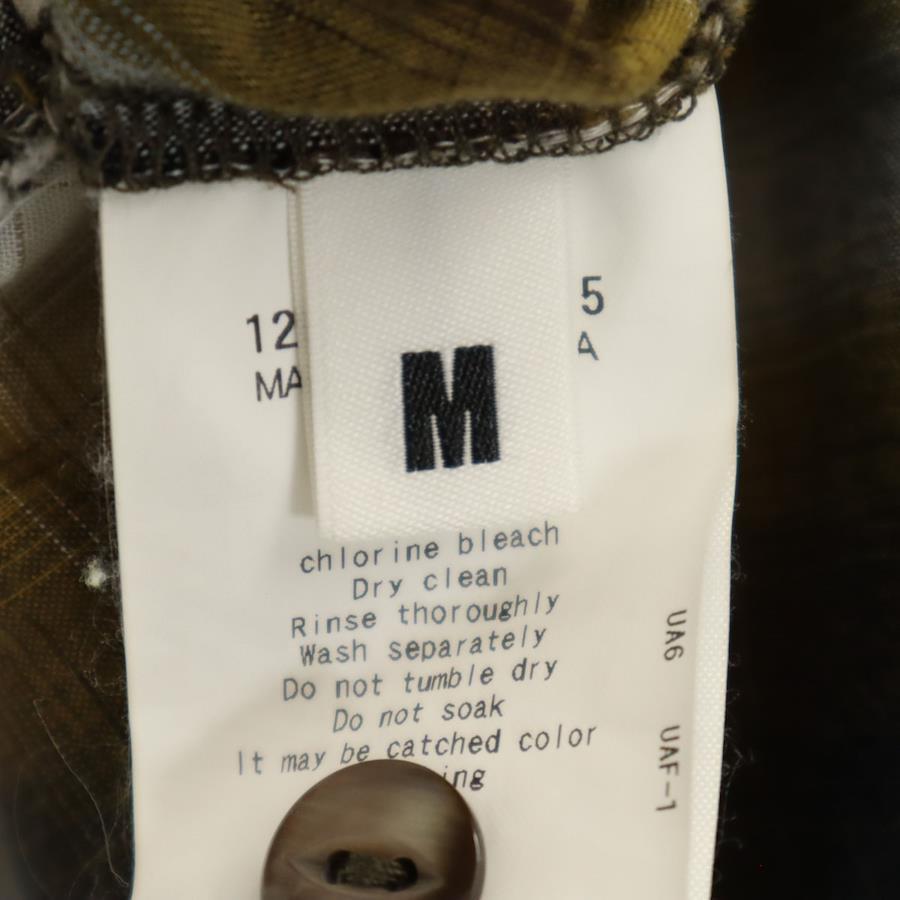 12 5
MA A
M
chlorine bleach
Dry clean
Rinse thoroughly
Wash separately
Do not tumble dry
Do not soak
It may be catched color
ing
UA6 UAF-1